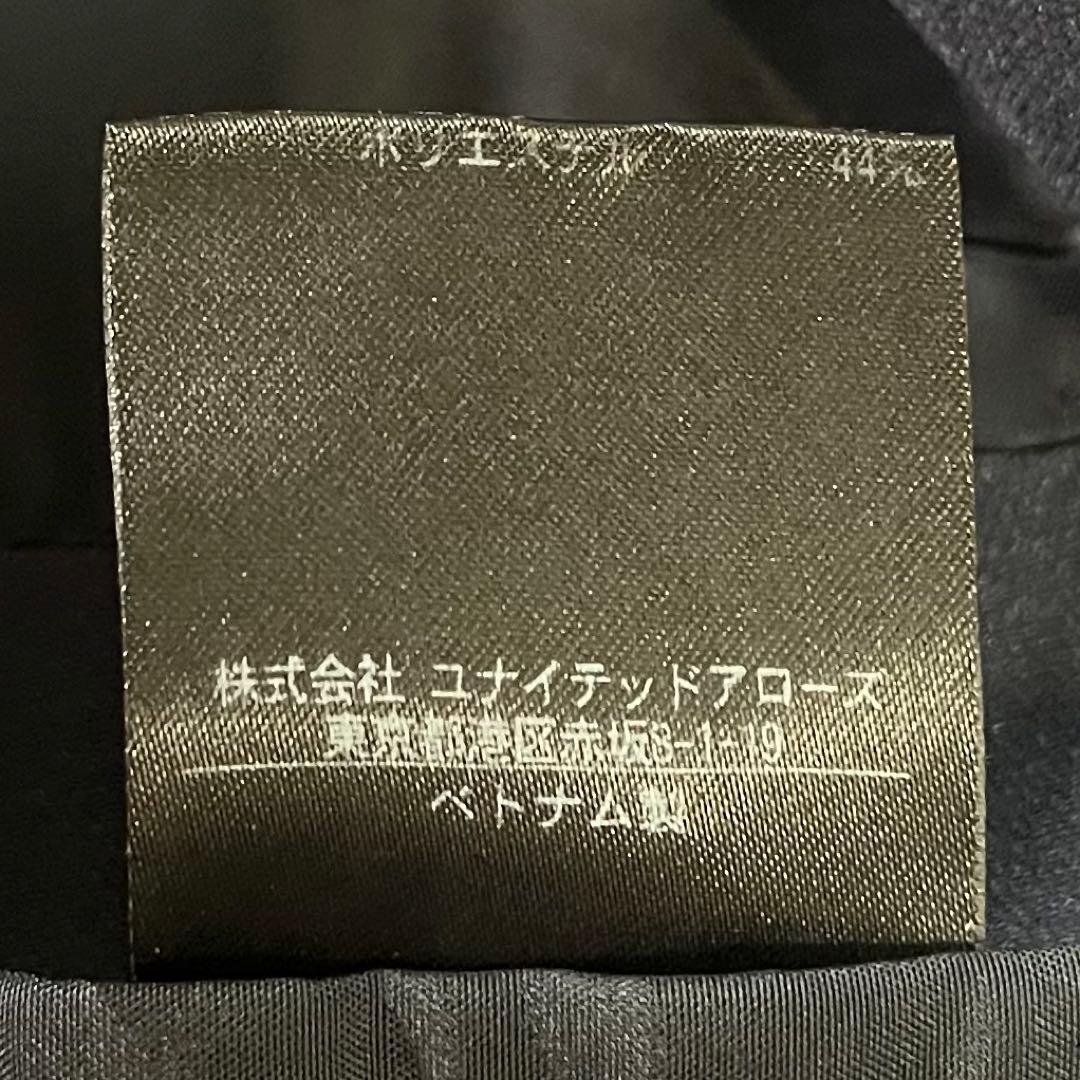 ポリエステル 44%
株式会社 ユナイテッドアローズ
東京都港区赤坂8-1-19
ベトナム製